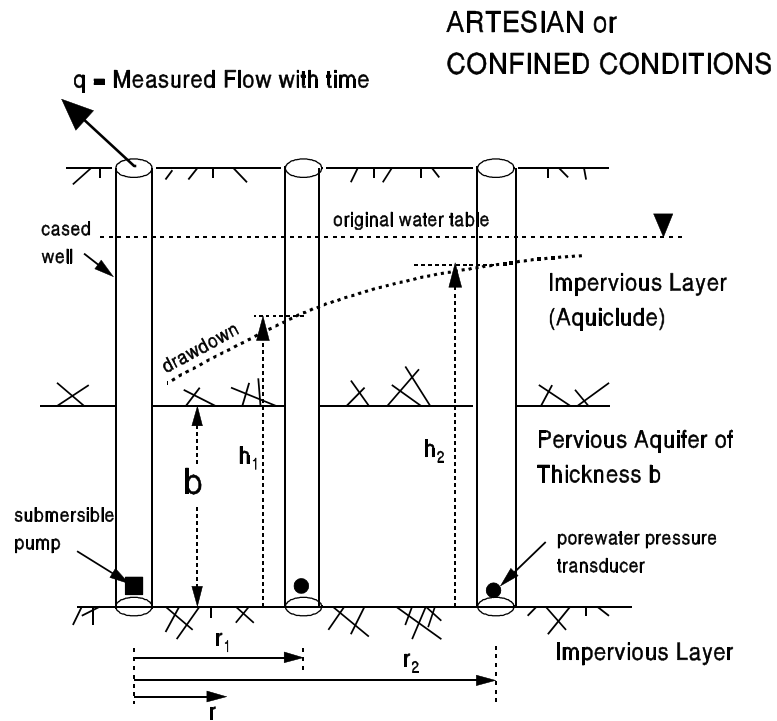 ARTESIAN or
CONFINED CONDITIONS
q = Measured Flow with time
original water table
cased
well
Impervious Layer
(Aquiclude)
drawdown
h1
h2
b
Pervious Aquifer of
Thickness b
submersible
pump
porewater pressure
transducer
r1
Impervious Layer
r2
r